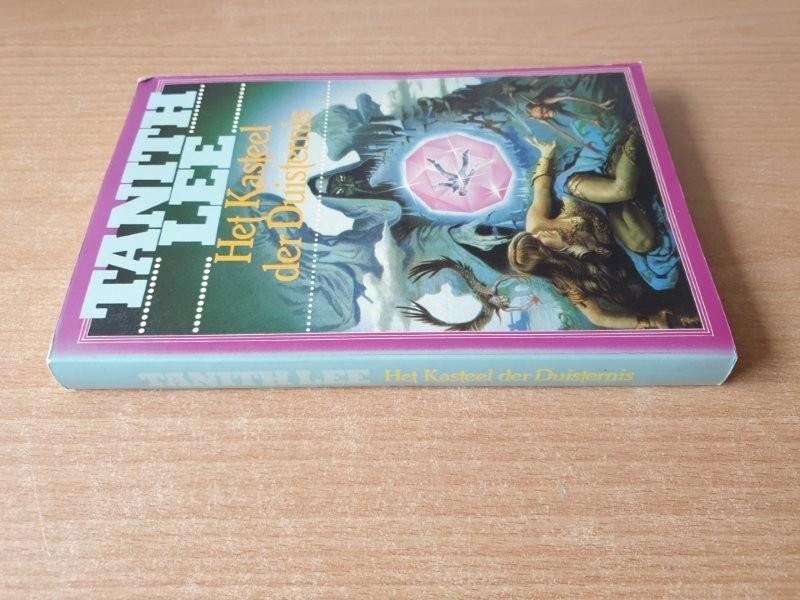 TANITH
LEE
Het Kasteel
der Duisternis
TANITH LEE Het Kasteel der Duisternis